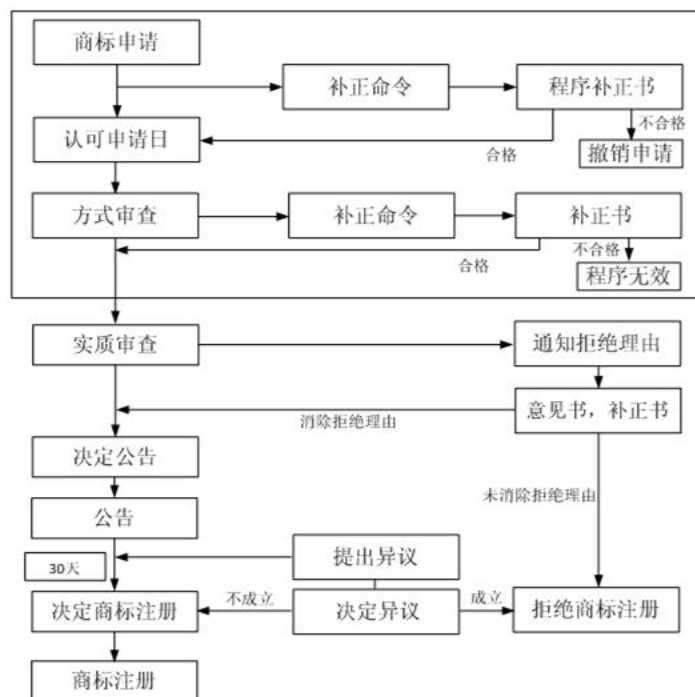 商标申请
补正命令
程序补正书
不合格
认可申请日
合格
撤销申请
方式审查
补正命令
补正书
不合格
合格
程序无效
实质审查
通知拒绝理由
意见书，补正书
消除拒绝理由
决定公告
未消除拒绝理由
公告
提出异议
30天
决定商标注册
不成立
决定异议
成立
拒绝商标注册
商标注册